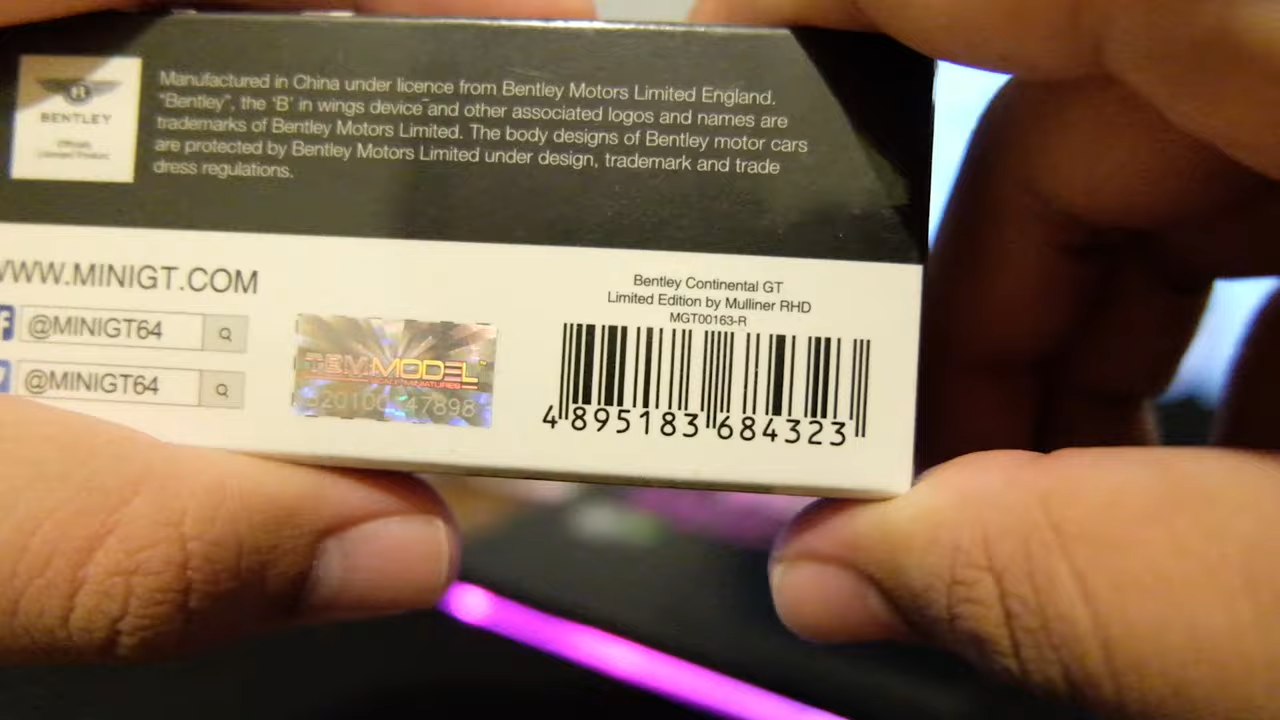 B
BENTLEY
Manufactured in China under licence from Bentley Motors Limited England.
"Bentley", the 'B' in wings device and other associated logos and names are
trademarks of Bentley Motors Limited. The body designs of Bentley motor cars
are protected by Bentley Motors Limited under design, trademark and trade
dress regulations.
WWW.MINIGT.COM
f @MINIGT64
@MINIGT64
TSM MODEL™
SCALE MINIATURES
Bentley Continental GT
Limited Edition by Mulliner RHD
MGT00163-R
4 895183 684323